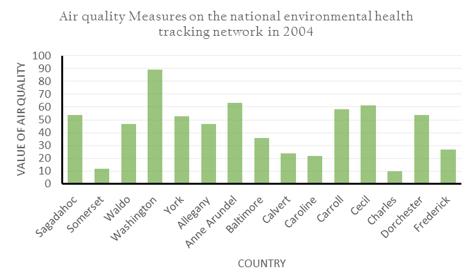 Air quality Measures on the national environmental health
tracking network in 2004
VALUE OF AIR QUALITY
100
90
80
70
60
50
40
30
20
10
0
Sagadahoc
Somerset
Waldo
Washington
York
Allegany
Anne Arundel
Baltimore
Calvert
Caroline
Carroll
Cecil
Charles
Dorchester
Frederick
COUNTRY